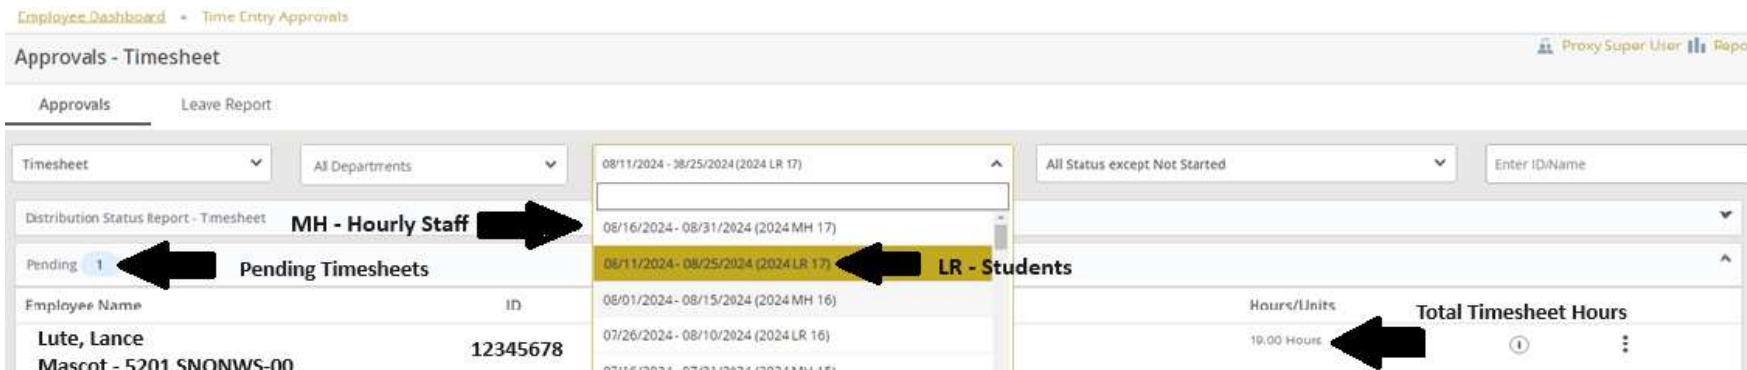 Employee Dashboard • Time Entry Approvals
Approvals - Timesheet
Proxy Super User Repo
Approvals Leave Report
Timesheet All Departments 08/11/2024 - 08/25/2024 (2024 LR 17) All Status except Not Started Enter ID/Name
Distribution Status Report - Timesheet
MH - Hourly Staff
08/16/2024 - 08/31/2024 (2024 MH 17)
Pending 1
Pending Timesheets
08/11/2024 - 08/25/2024 (2024 LR 17)
LR - Students
08/01/2024 - 08/15/2024 (2024 MH 16)
Employee Name ID Hours/Units
Total Timesheet Hours
07/26/2024 - 08/10/2024 (2024 LR 16)
Lute, Lance
12345678
19.00 Hours
Mascot - 5201 SNONWS-00